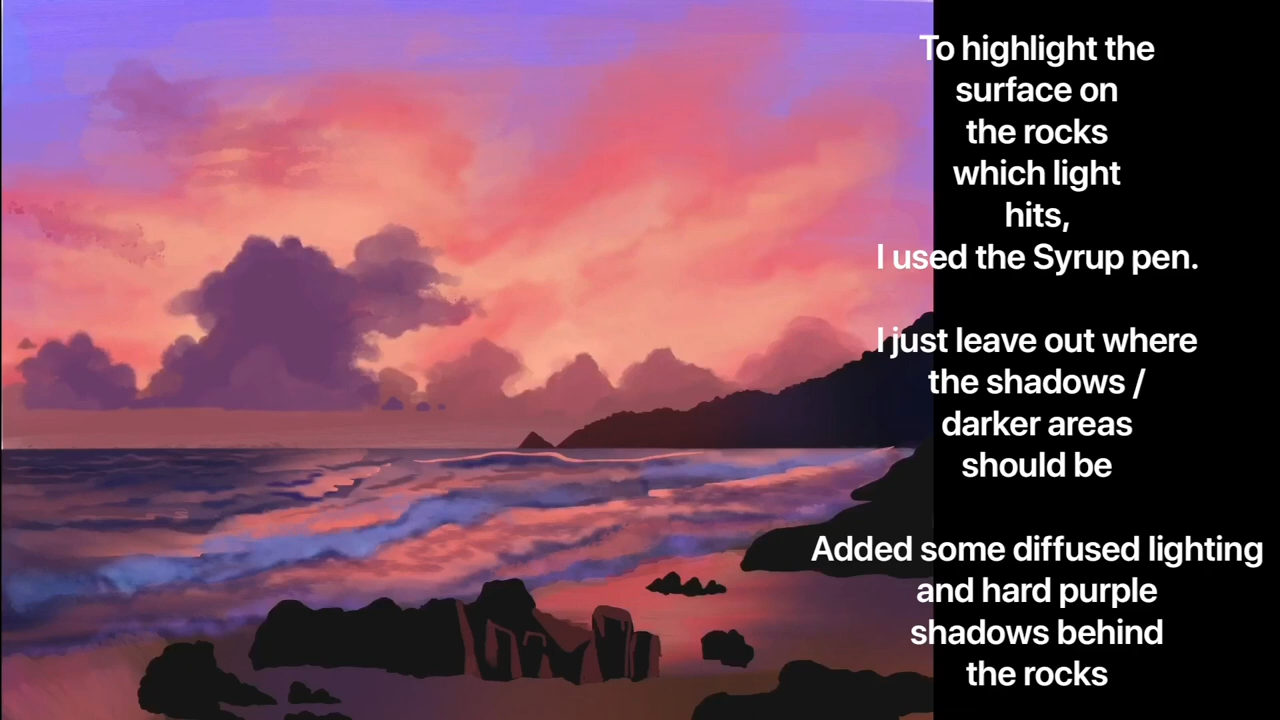 To highlight the
surface on
the rocks
which light
hits,
I used the Syrup pen.
I just leave out where
the shadows /
darker areas
should be
Added some diffused lighting
and hard purple
shadows behind
the rocks